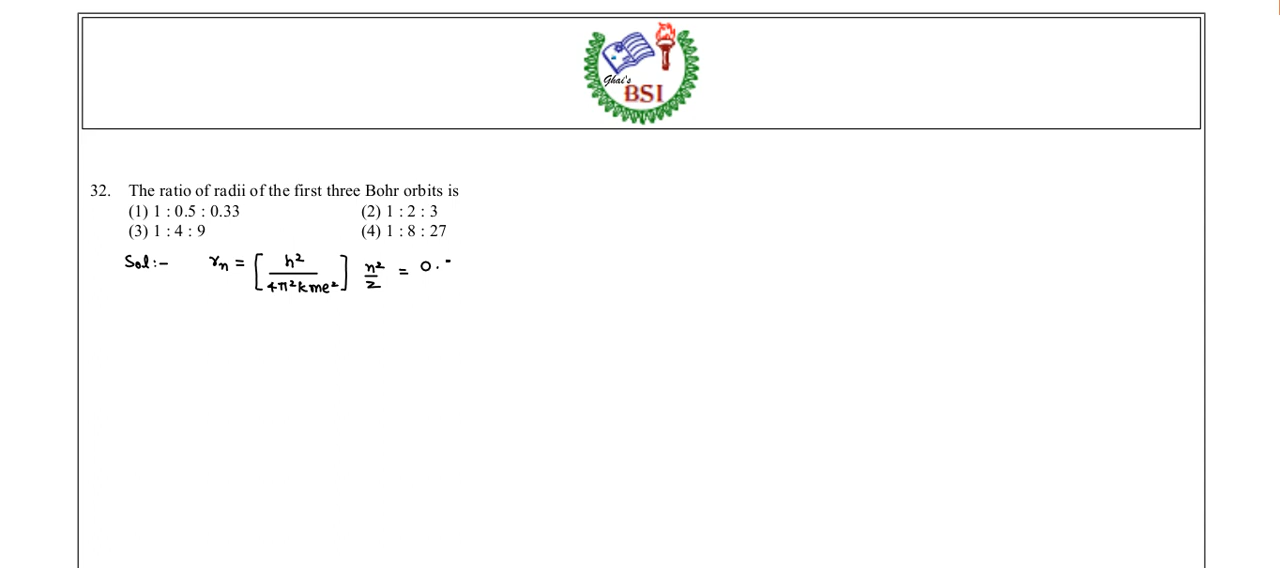 Ghai's
BSI
32. The ratio of radii of the first three Bohr orbits is
(1) 1 : 0.5 : 0.33 (2) 1 : 2 : 3
(3) 1 : 4 : 9 (4) 1 : 8 : 27
Sol:- rn = [h²/4π²kme²] n²/z = 0.